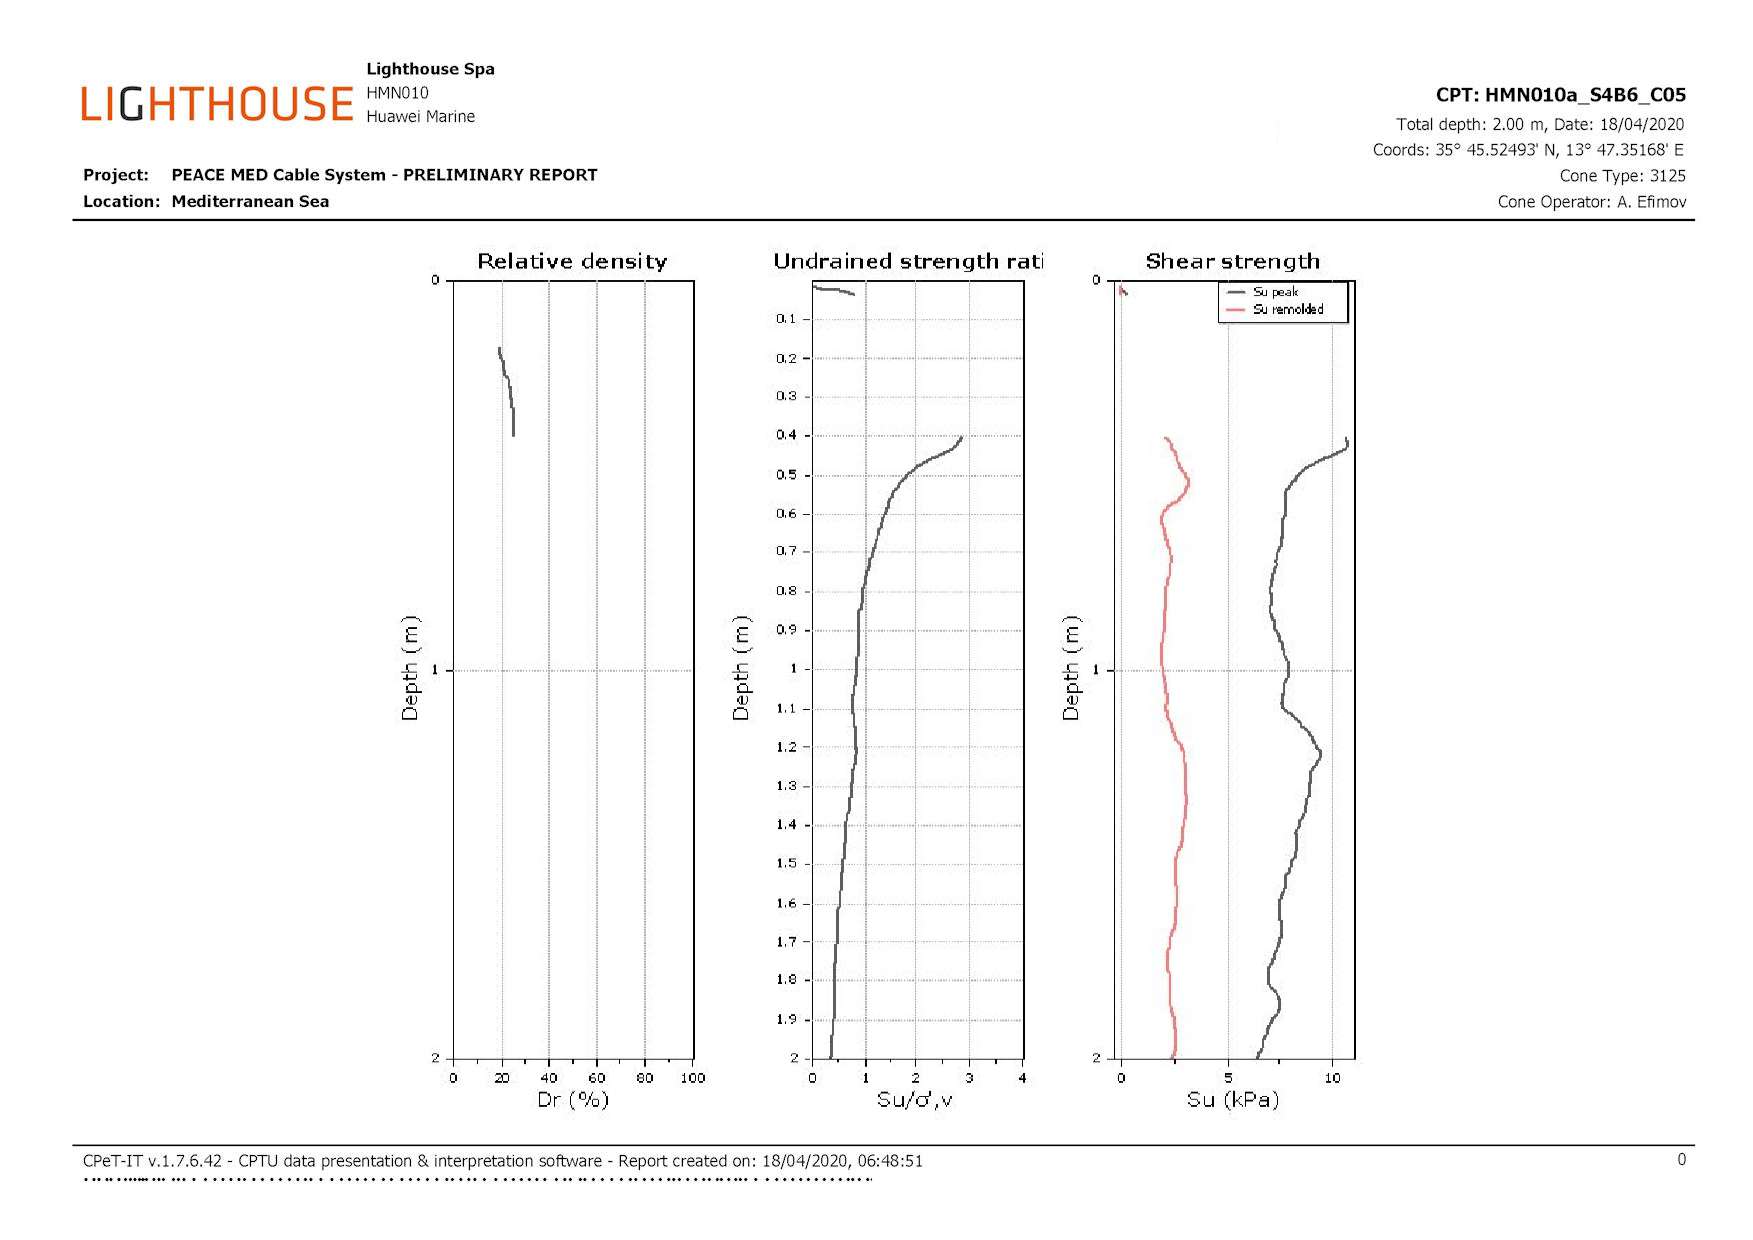 LIGHTHOUSE
Lighthouse Spa
HMN010
Huawei Marine
CPT: HMN010a_S4B6_C05
Total depth: 2.00 m, Date: 18/04/2020
Coords: 35° 45.52493' N, 13° 47.35168' E
Cone Type: 3125
Cone Operator: A. Efimov
Project: PEACE MED Cable System - PRELIMINARY REPORT
Location: Mediterranean Sea
Relative density
0
1
2
Depth (m)
0 20 40 60 80 100
Dr (%)
Undrained strength rati
0.1
0.2
0.3
0.4
0.5
0.6
0.7
0.8
0.9
1
1.1
1.2
1.3
1.4
1.5
1.6
1.7
1.8
1.9
2
Depth (m)
0 1 2 3 4
Su/σ',v
Shear strength
Su peak
Su remolded
0
1
2
Depth (m)
0 5 10
Su (kPa)
CPeT-IT v.1.7.6.42 - CPTU data presentation & interpretation software - Report created on: 18/04/2020, 06:48:51
0